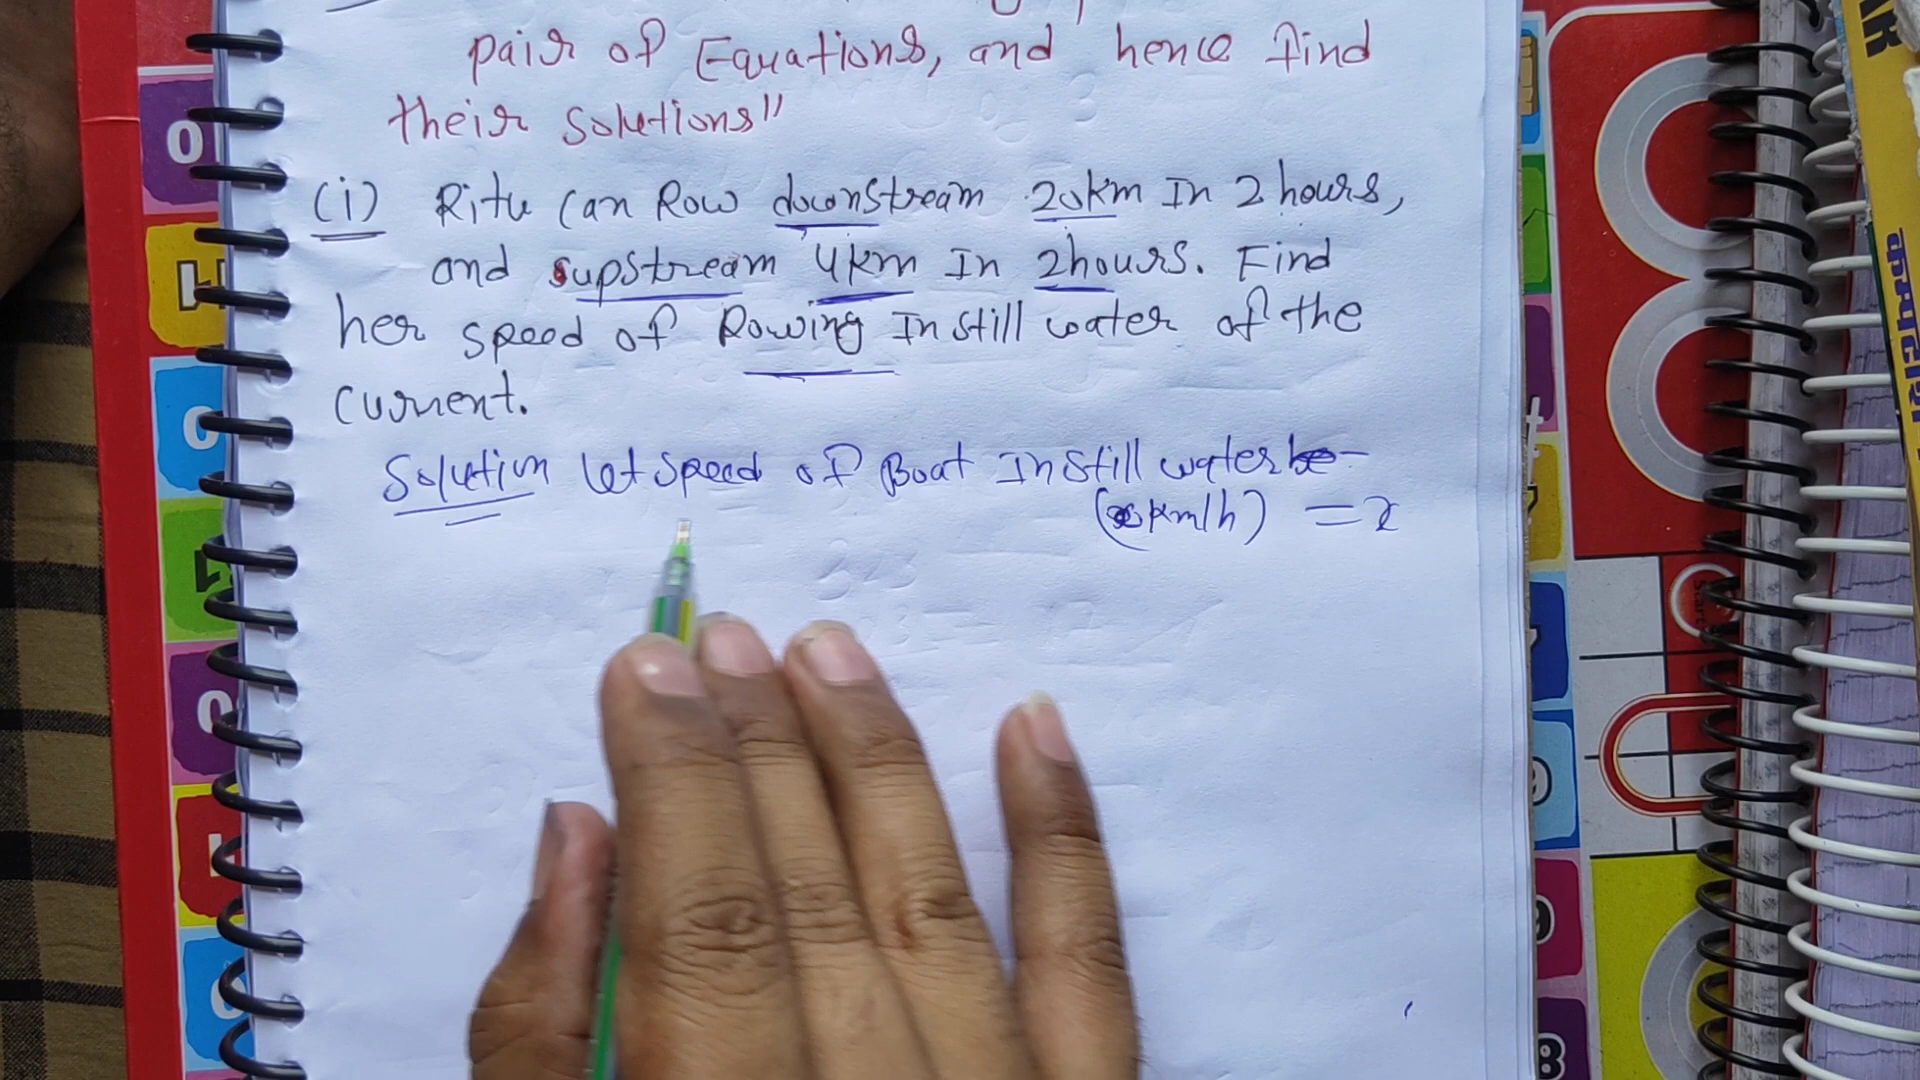 pair of Equations, and hence find
their solutions"
(i) Ritu Can Row downstream 20km In 2 hours,
and supstream 4km In 2hours. Find
her speed of Rowing In still water of the
current.
Solution let speed of Boat In still water be
(km/h) = x